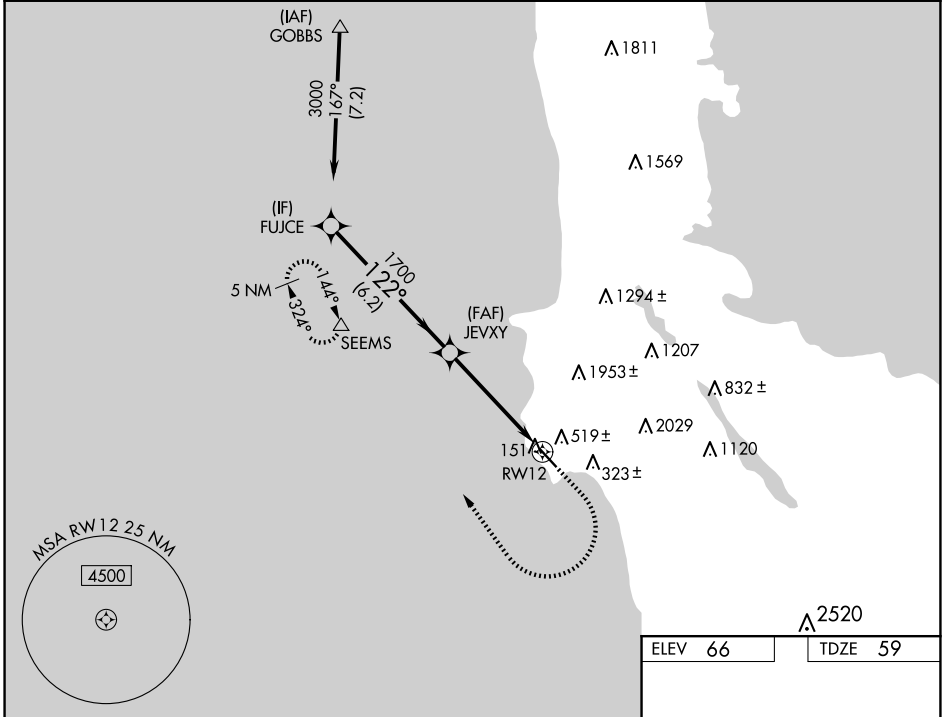 (IAF)
GOBBS
1811
3000
167°
(7.2)
1569
(IF)
FUJCE
1700
122°
(6.2)
5 NM
144°
324°
SEEMS
(FAF)
JEVXY
1294 ±
1207
1953 ±
832 ±
2029
519 ±
151
1120
RW12
323 ±
MSA RW12 25 NM
4500
2520
ELEV 66
TDZE 59